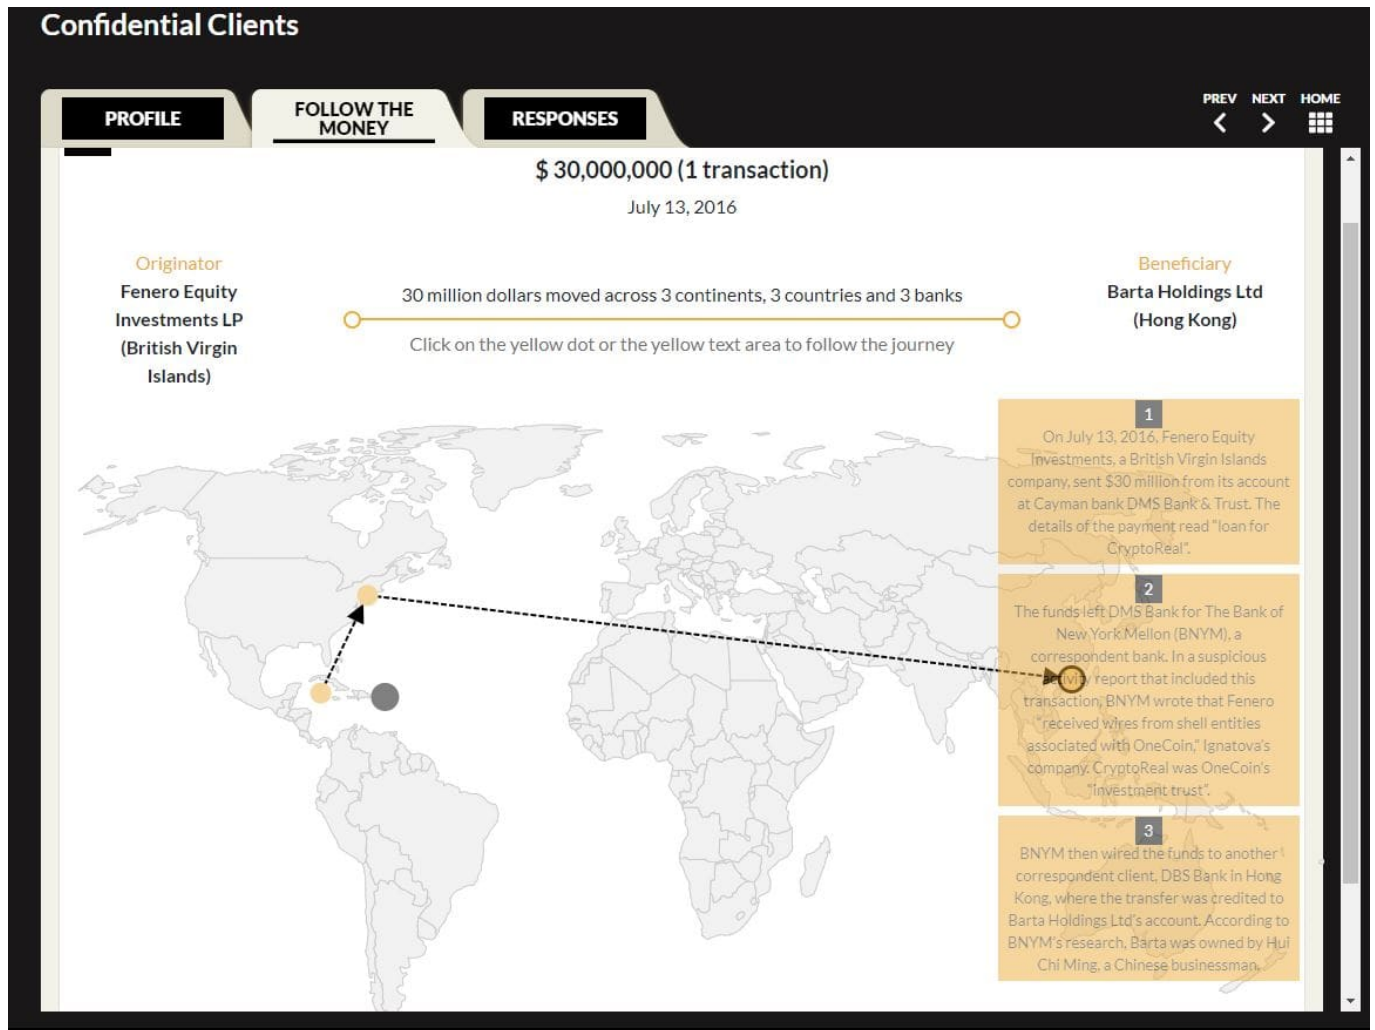 Confidential Clients
PROFILE
FOLLOW THE
MONEY
RESPONSES
PREV NEXT HOME
$ 30,000,000 (1 transaction)
July 13, 2016
Originator
Fenero Equity
Investments LP
(British Virgin
Islands)
30 million dollars moved across 3 continents, 3 countries and 3 banks
Click on the yellow dot or the yellow text area to follow the journey
Beneficiary
Barta Holdings Ltd
(Hong Kong)
1
On July 13, 2016, Fenero Equity
Investments, a British Virgin Islands
company, sent $30 million from its account
at Cayman bank DMS Bank & Trust. The
details of the payment read "loan for
CryptoReal".
2
The funds left DMS Bank for The Bank of
New York Mellon (BNYM), a
correspondent bank. In a suspicious
activity report that included this
transaction, BNYM wrote that Fenero
"received wires from shell entities
associated with OneCoin," Ignatova's
company. CryptoReal was OneCoin's
"investment trust".
3
BNYM then wired the funds to another
correspondent client, DBS Bank in Hong
Kong, where the transfer was credited to
Barta Holdings Ltd's account. According to
BNYM's research, Barta was owned by Hui
Chi Ming, a Chinese businessman.